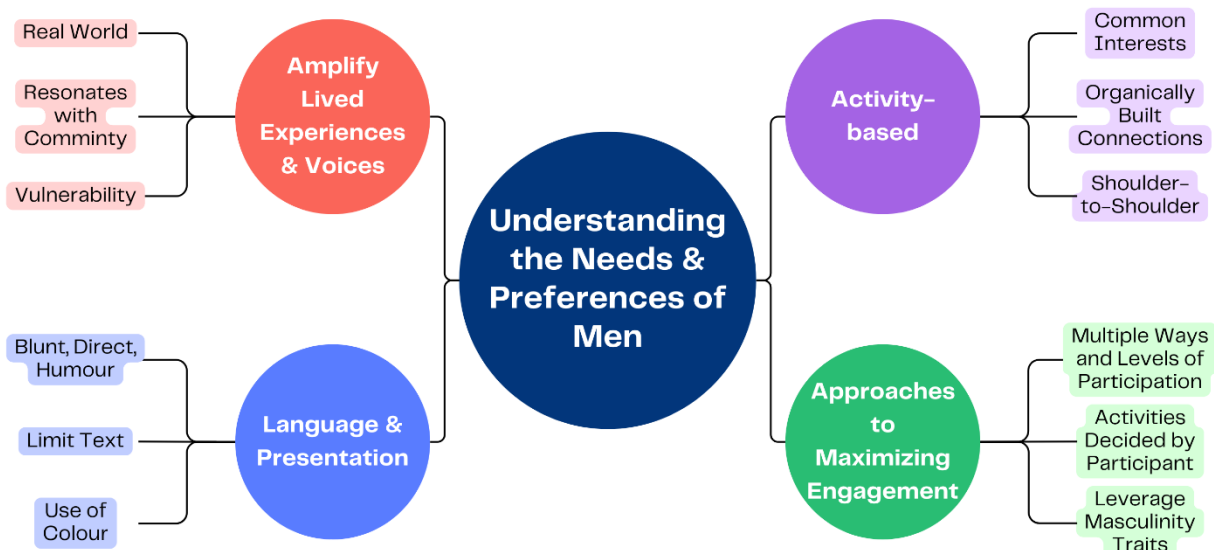 Real World
Resonates
with
Comminty
Vulnerability
Amplify
Lived
Experiences
& Voices
Blunt, Direct,
Humour
Limit Text
Use of
Colour
Language &
Presentation
Understanding
the Needs &
Preferences of
Men
Activity-
based
Common
Interests
Organically
Built
Connections
Shoulder-
to-Shoulder
Approaches
to
Maximizing
Engagement
Multiple Ways
and Levels of
Participation
Activities
Decided by
Participant
Leverage
Masculinity
Traits